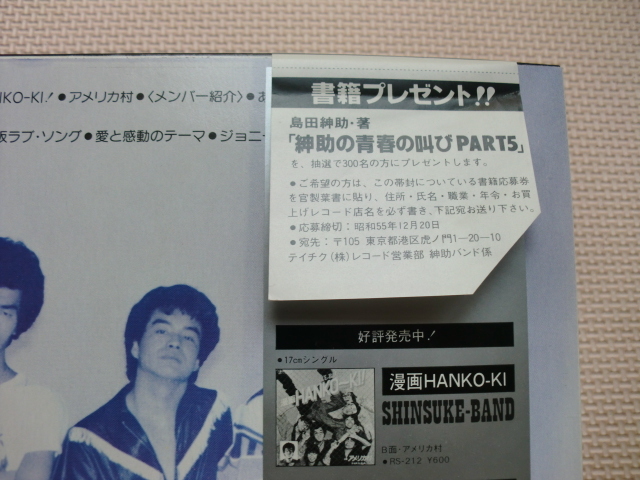 NKO-KI! ● アメリカ村 ● 〈メンバー紹介〉 ● あ
阪ラブ・ソング ● 愛と感動のテーマ ● ジョニー
書籍プレゼント!!
島田紳助・著
「紳助の青春の叫びPART5」
を、抽選で300名の方にプレゼントします。
●ご希望の方は、この帯封についている書籍応募券
を官製葉書に貼り、住所・氏名・職業・年令・お買
上げレコード店名を必ず書き、下記宛お送り下さい。
●応募締切:昭和55年12月20日
●宛先:〒105 東京都港区虎ノ門1-20-10
テイチク(株)レコード営業部 紳助バンド係
好評発売中!
●17cmシングル
HANKO-KI!
漫画HANKO-KI
SHINSUKE-BAND
アメリカ村
B面・アメリカ村
●RS-212 ¥600